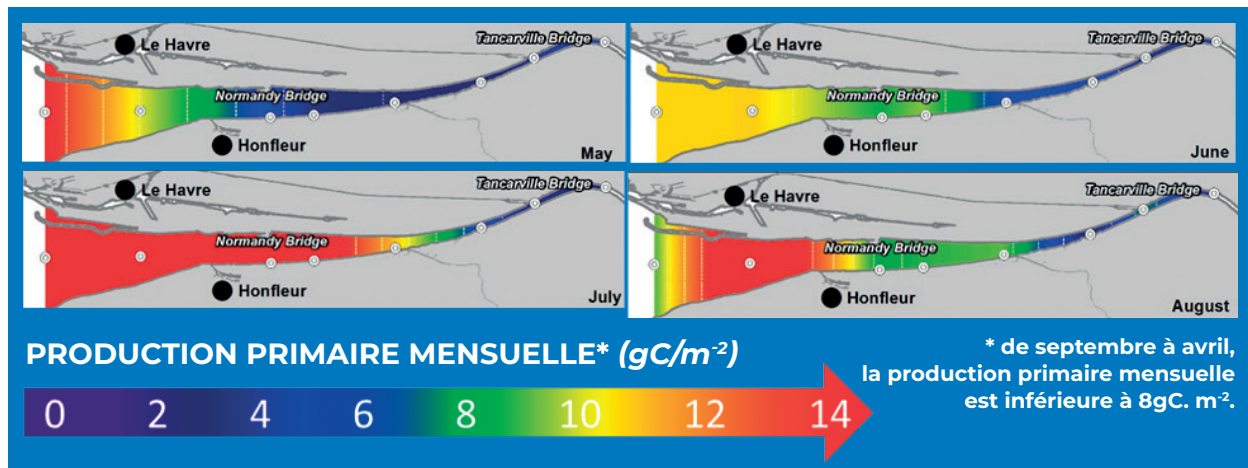 Le Havre
Tancarville Bridge
Normandy Bridge
Honfleur
May
Le Havre
Tancarville Bridge
Normandy Bridge
Honfleur
June
Le Havre
Tancarville Bridge
Normandy Bridge
Honfleur
July
Le Havre
Tancarville Bridge
Normandy Bridge
Honfleur
August
PRODUCTION PRIMAIRE MENSUELLE* (gC/m-²)
0 2 4 6 8 10 12 14
* de septembre à avril,
la production primaire mensuelle
est inférieure à 8gC. m-².